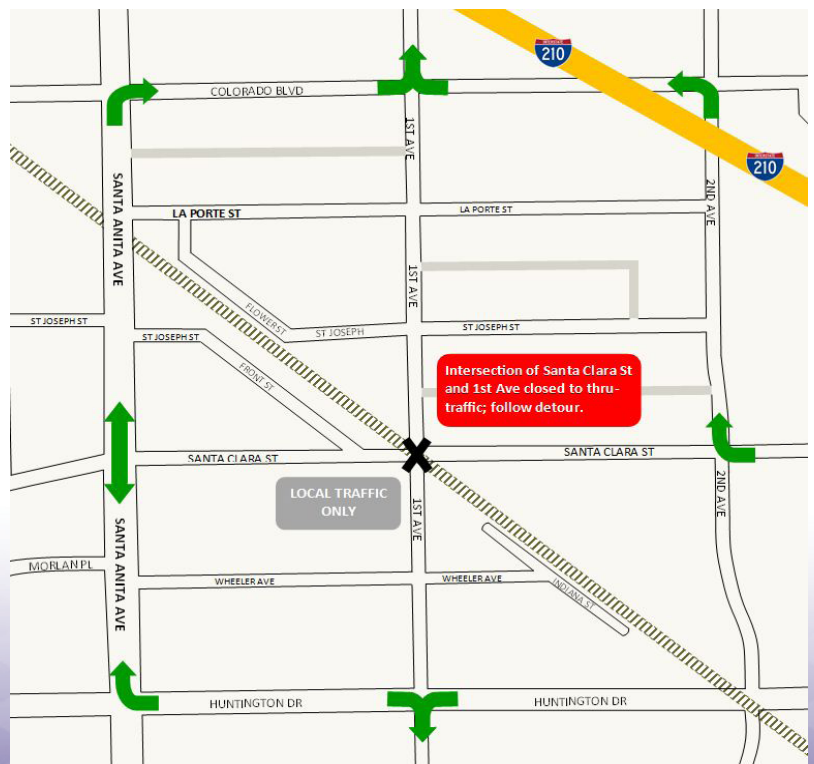 INTERSTATE
210
COLORADO BLVD
1ST AVE
INTERSTATE
210
SANTA ANITA AVE
2ND AVE
LA PORTE ST
LA PORTE ST
1ST AVE
FLOWER ST
ST JOSEPH ST
ST JOSEPH ST
ST JOSEPH
ST JOSEPH ST
FRONT ST
Intersection of Santa Clara St
and 1st Ave closed to thru-
traffic; follow detour.
SANTA CLARA ST
SANTA CLARA ST
2ND AVE
LOCAL TRAFFIC
ONLY
1ST AVE
SANTA ANITA AVE
MORLAN PL
WHEELER AVE
WHEELER AVE
INDIANA ST
HUNTINGTON DR
HUNTINGTON DR